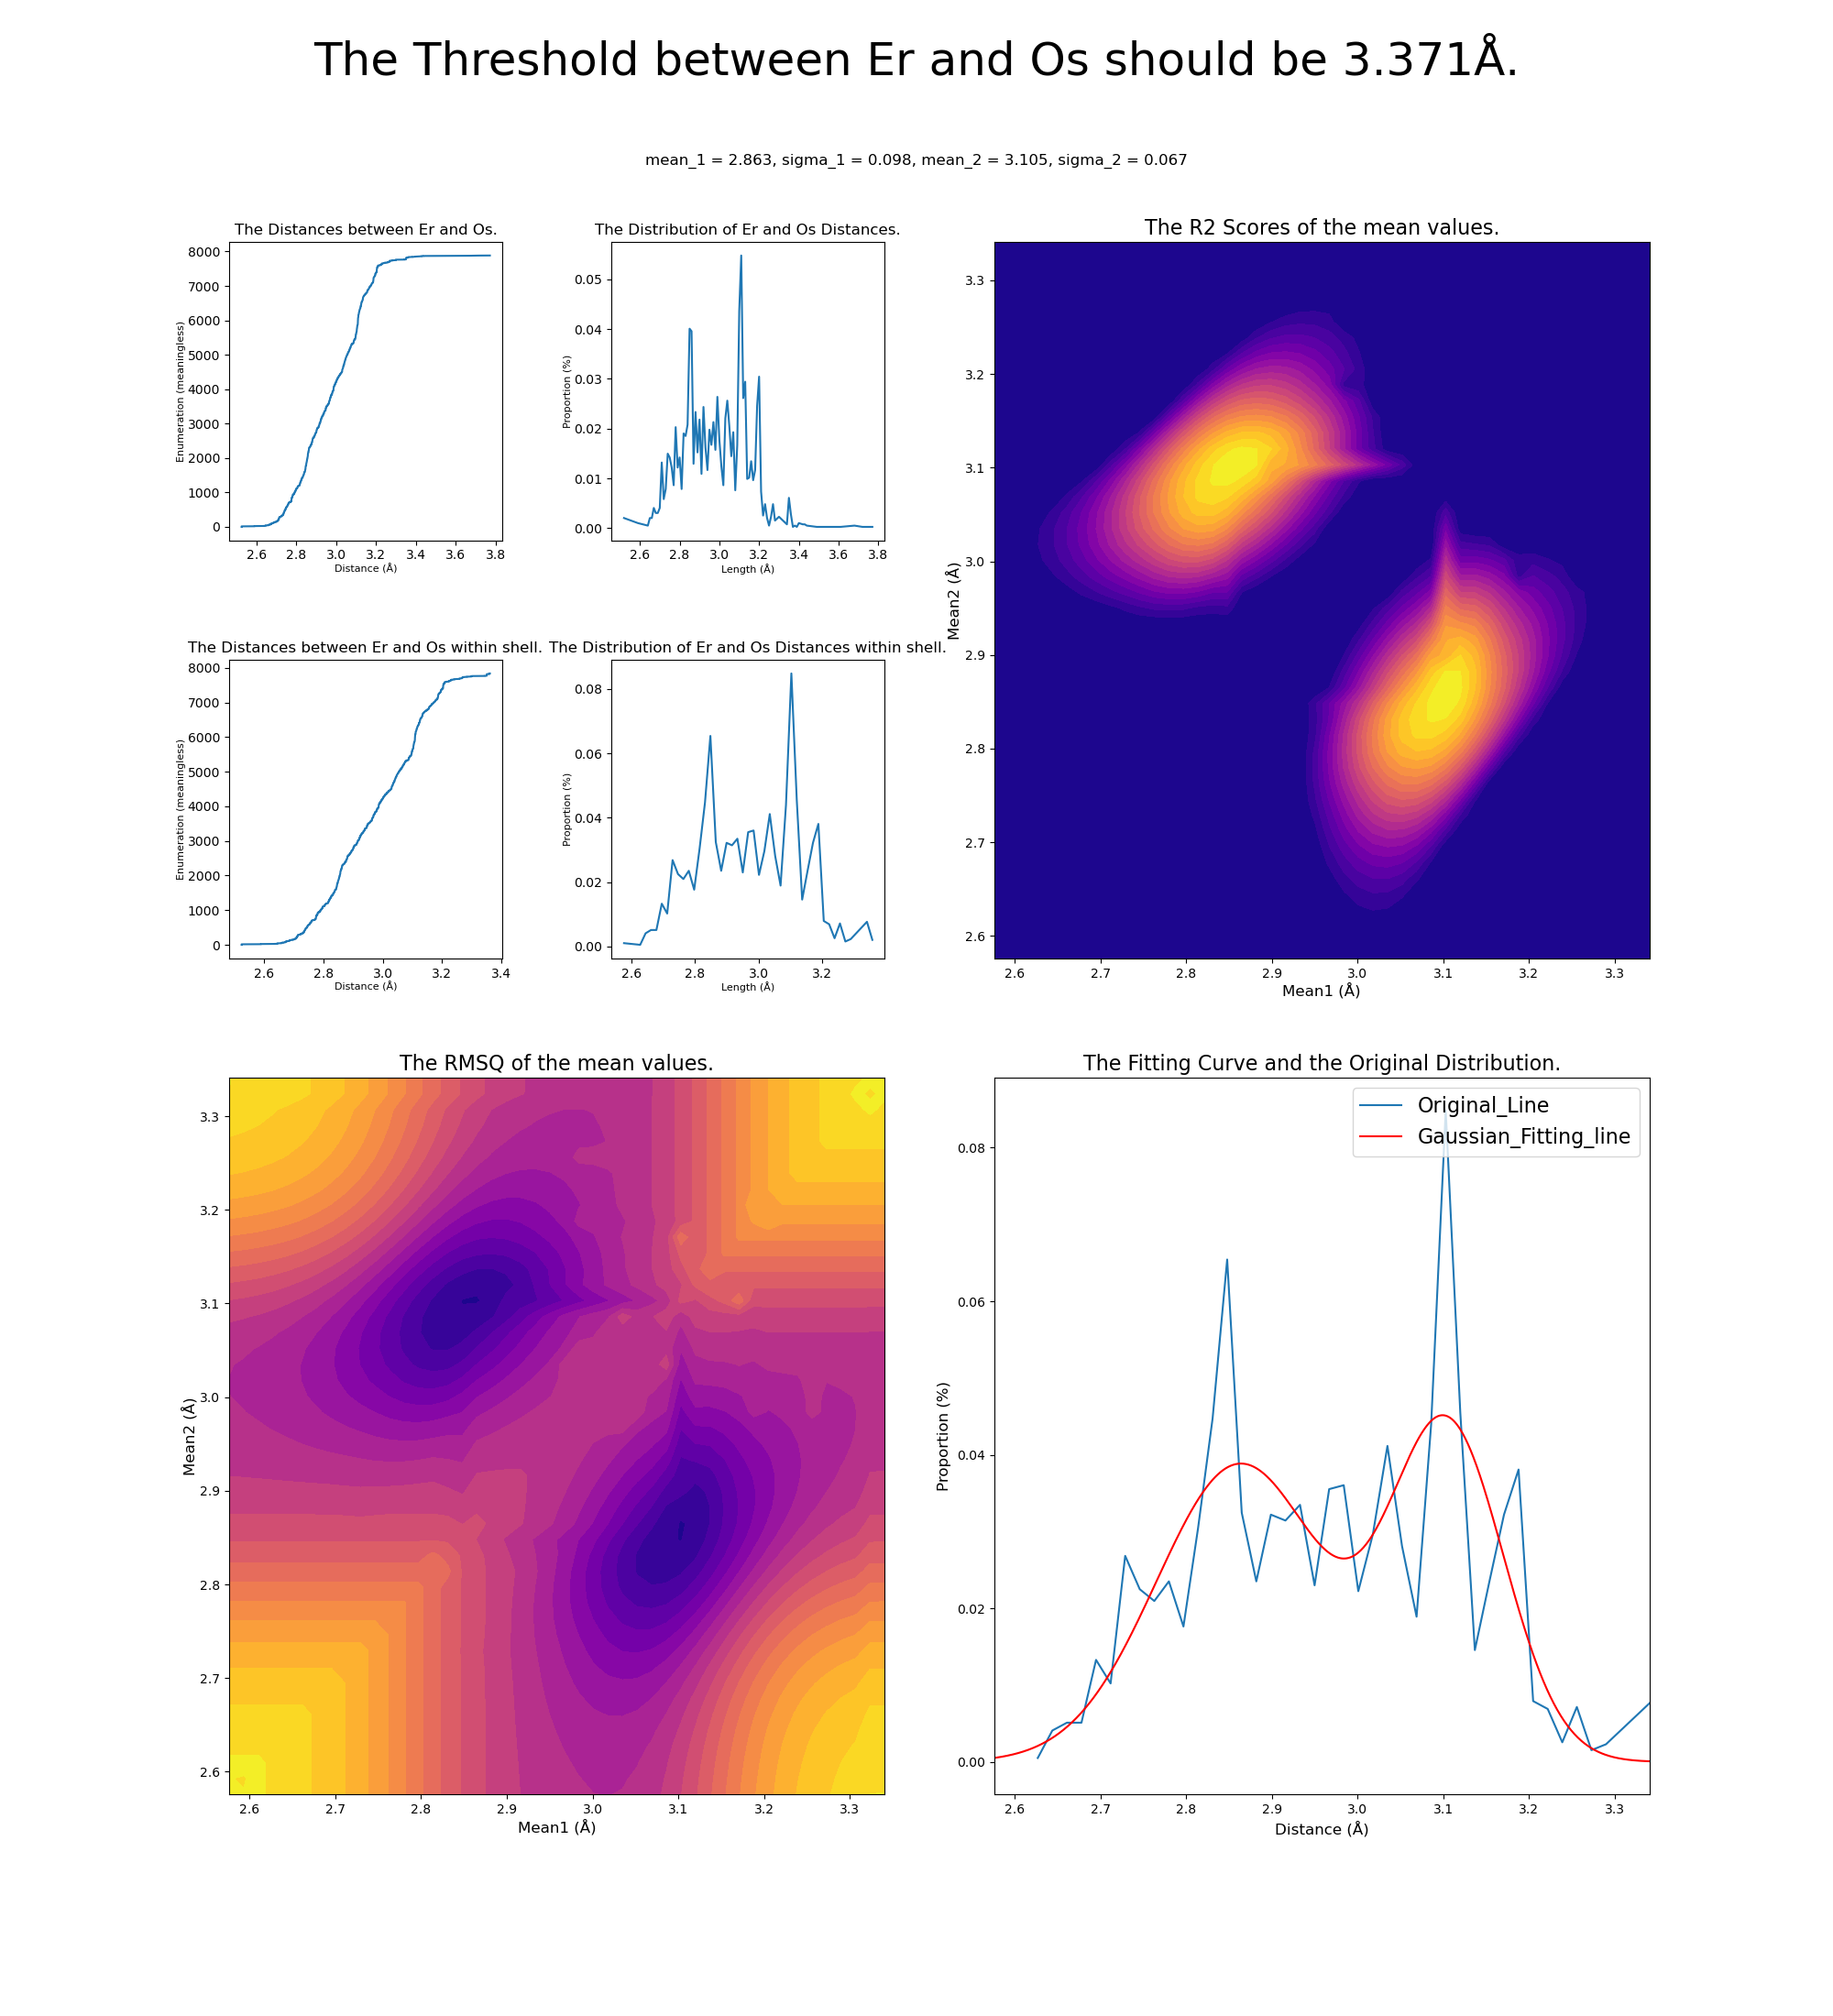 The Threshold between Er and Os should be 3.371Å.
mean_1 = 2.863, sigma_1 = 0.098, mean_2 = 3.105, sigma_2 = 0.067
The Distances between Er and Os.
8000
7000
6000
5000
4000
3000
2000
1000
0
Enumeration (meaningless)
2.6 2.8 3.0 3.2 3.4 3.6 3.8
Distance (Å)
The Distribution of Er and Os Distances.
0.05
0.04
0.03
0.02
0.01
0.00
Proportion (%)
2.6 2.8 3.0 3.2 3.4 3.6 3.8
Length (Å)
The R2 Scores of the mean values.
3.3
3.2
3.1
3.0
2.9
2.8
2.7
2.6
Mean2 (Å)
2.6 2.7 2.8 2.9 3.0 3.1 3.2 3.3
Mean1 (Å)
The Distances between Er and Os within shell.
8000
7000
6000
5000
4000
3000
2000
1000
0
Enumeration (meaningless)
2.6 2.8 3.0 3.2 3.4
Distance (Å)
The Distribution of Er and Os Distances within shell.
0.08
0.06
0.04
0.02
0.00
Proportion (%)
2.6 2.8 3.0 3.2
Length (Å)
The RMSQ of the mean values.
3.3
3.2
3.1
3.0
2.9
2.8
2.7
2.6
Mean2 (Å)
2.6 2.7 2.8 2.9 3.0 3.1 3.2 3.3
Mean1 (Å)
The Fitting Curve and the Original Distribution.
Original_Line
Gaussian_Fitting_line
0.08
0.06
0.04
0.02
0.00
Proportion (%)
2.6 2.7 2.8 2.9 3.0 3.1 3.2 3.3
Distance (Å)